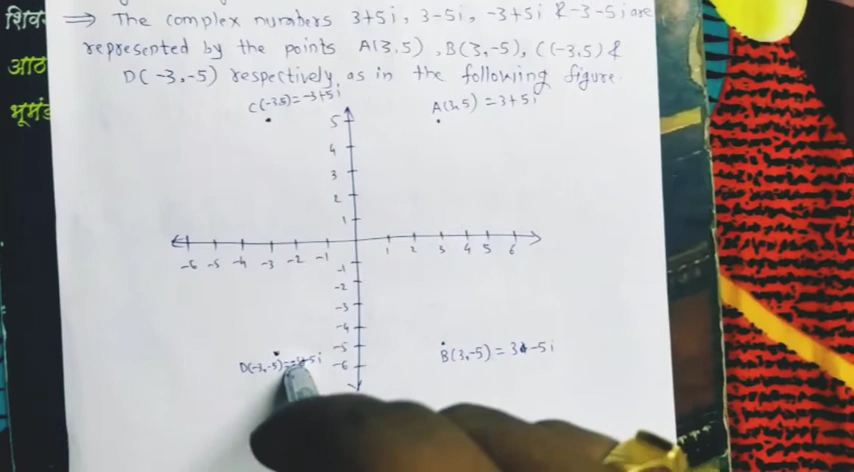 शिव
⇒ The complex numbers 3+5i, 3-5i, -3+5i & -3-5i are
आठ
represented by the points A(3,5), B(3,-5), C(-3,5) &
भूमंड
D(-3,-5) respectively as in the following figure.
C(-3,5)=-3+5i
A(3,5) = 3+5i
5
4
3
2
1
-6 -5 -4 -3 -2 -1 1 2 3 4 5 6
-1
-2
-3
-4
-5
-6
D(-3,-5)= 5i
B(3,-5) = 3 -5i